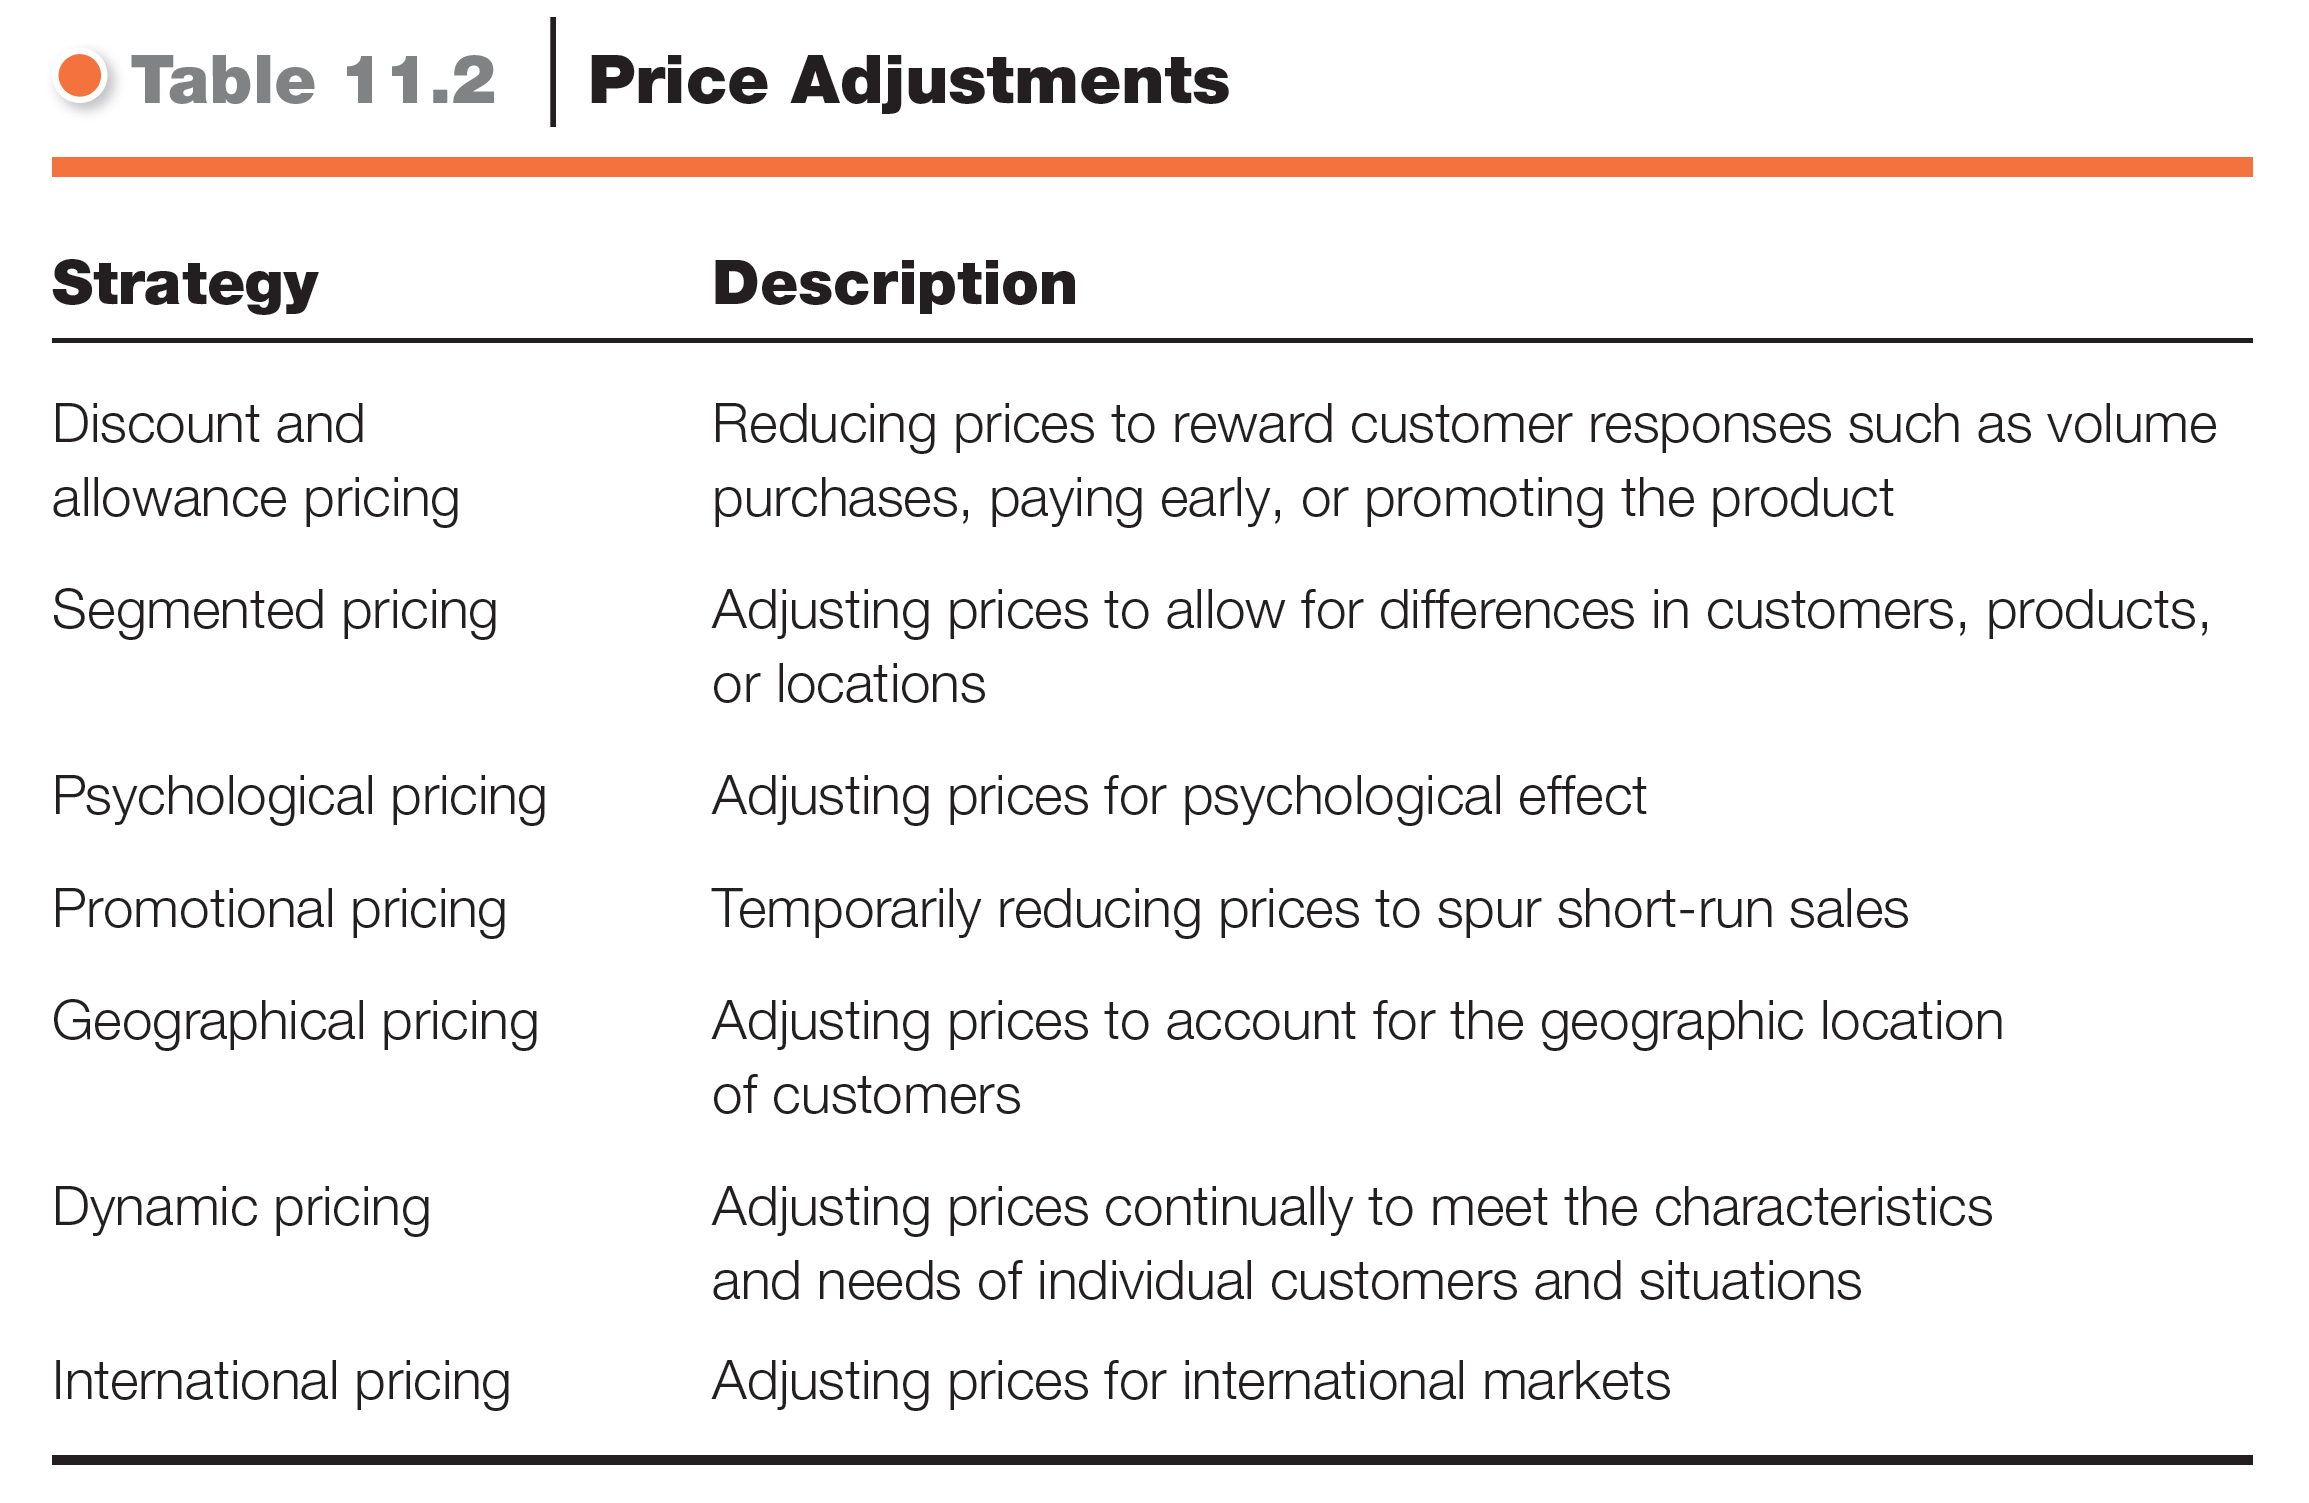 Table 11.2 Price Adjustments
Strategy Description
Discount and Reducing prices to reward customer responses such as volume
allowance pricing purchases, paying early, or promoting the product
Segmented pricing Adjusting prices to allow for differences in customers, products,
or locations
Psychological pricing Adjusting prices for psychological effect
Promotional pricing Temporarily reducing prices to spur short-run sales
Geographical pricing Adjusting prices to account for the geographic location
of customers
Dynamic pricing Adjusting prices continually to meet the characteristics
and needs of individual customers and situations
International pricing Adjusting prices for international markets